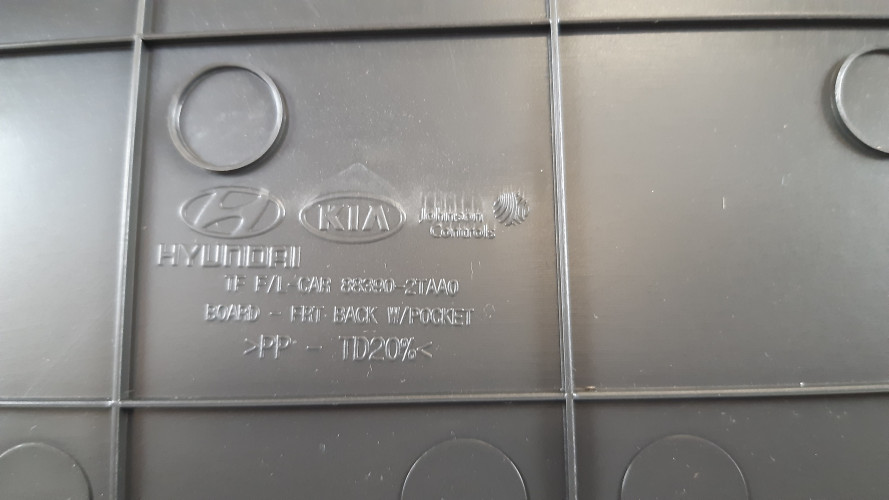 KIA
Johnson
Controls
HYUNDAI
TF F/L-CAR 88390-2TAA0
BOARD - FRT BACK W/POCKET
>PP - TD20%<